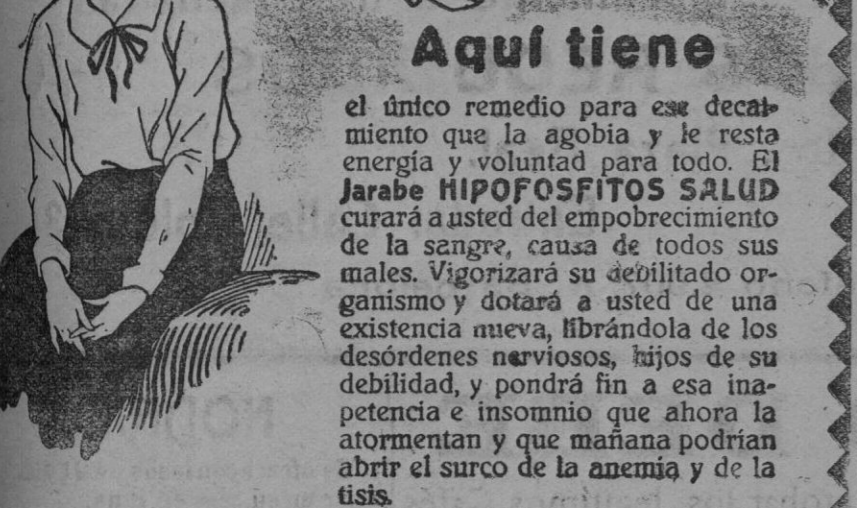 Aquí tiene
el único remedio para ese decai-
miento que la agobia y le resta
energía y voluntad para todo. El
Jarabe HIPOFOSFITOS SALUD
curará a usted del empobrecimiento
de la sangre, causa de todos sus
males. Vigorizará su debilitado or-
ganismo y dotará a usted de una
existencia nueva, librándola de los
desórdenes nerviosos, hijos de su
debilidad, y pondrá fin a esa ina-
petencia e insomnio que ahora la
atormentan y que mañana podrían
abrir el surco de la anemia y de la
tisis.